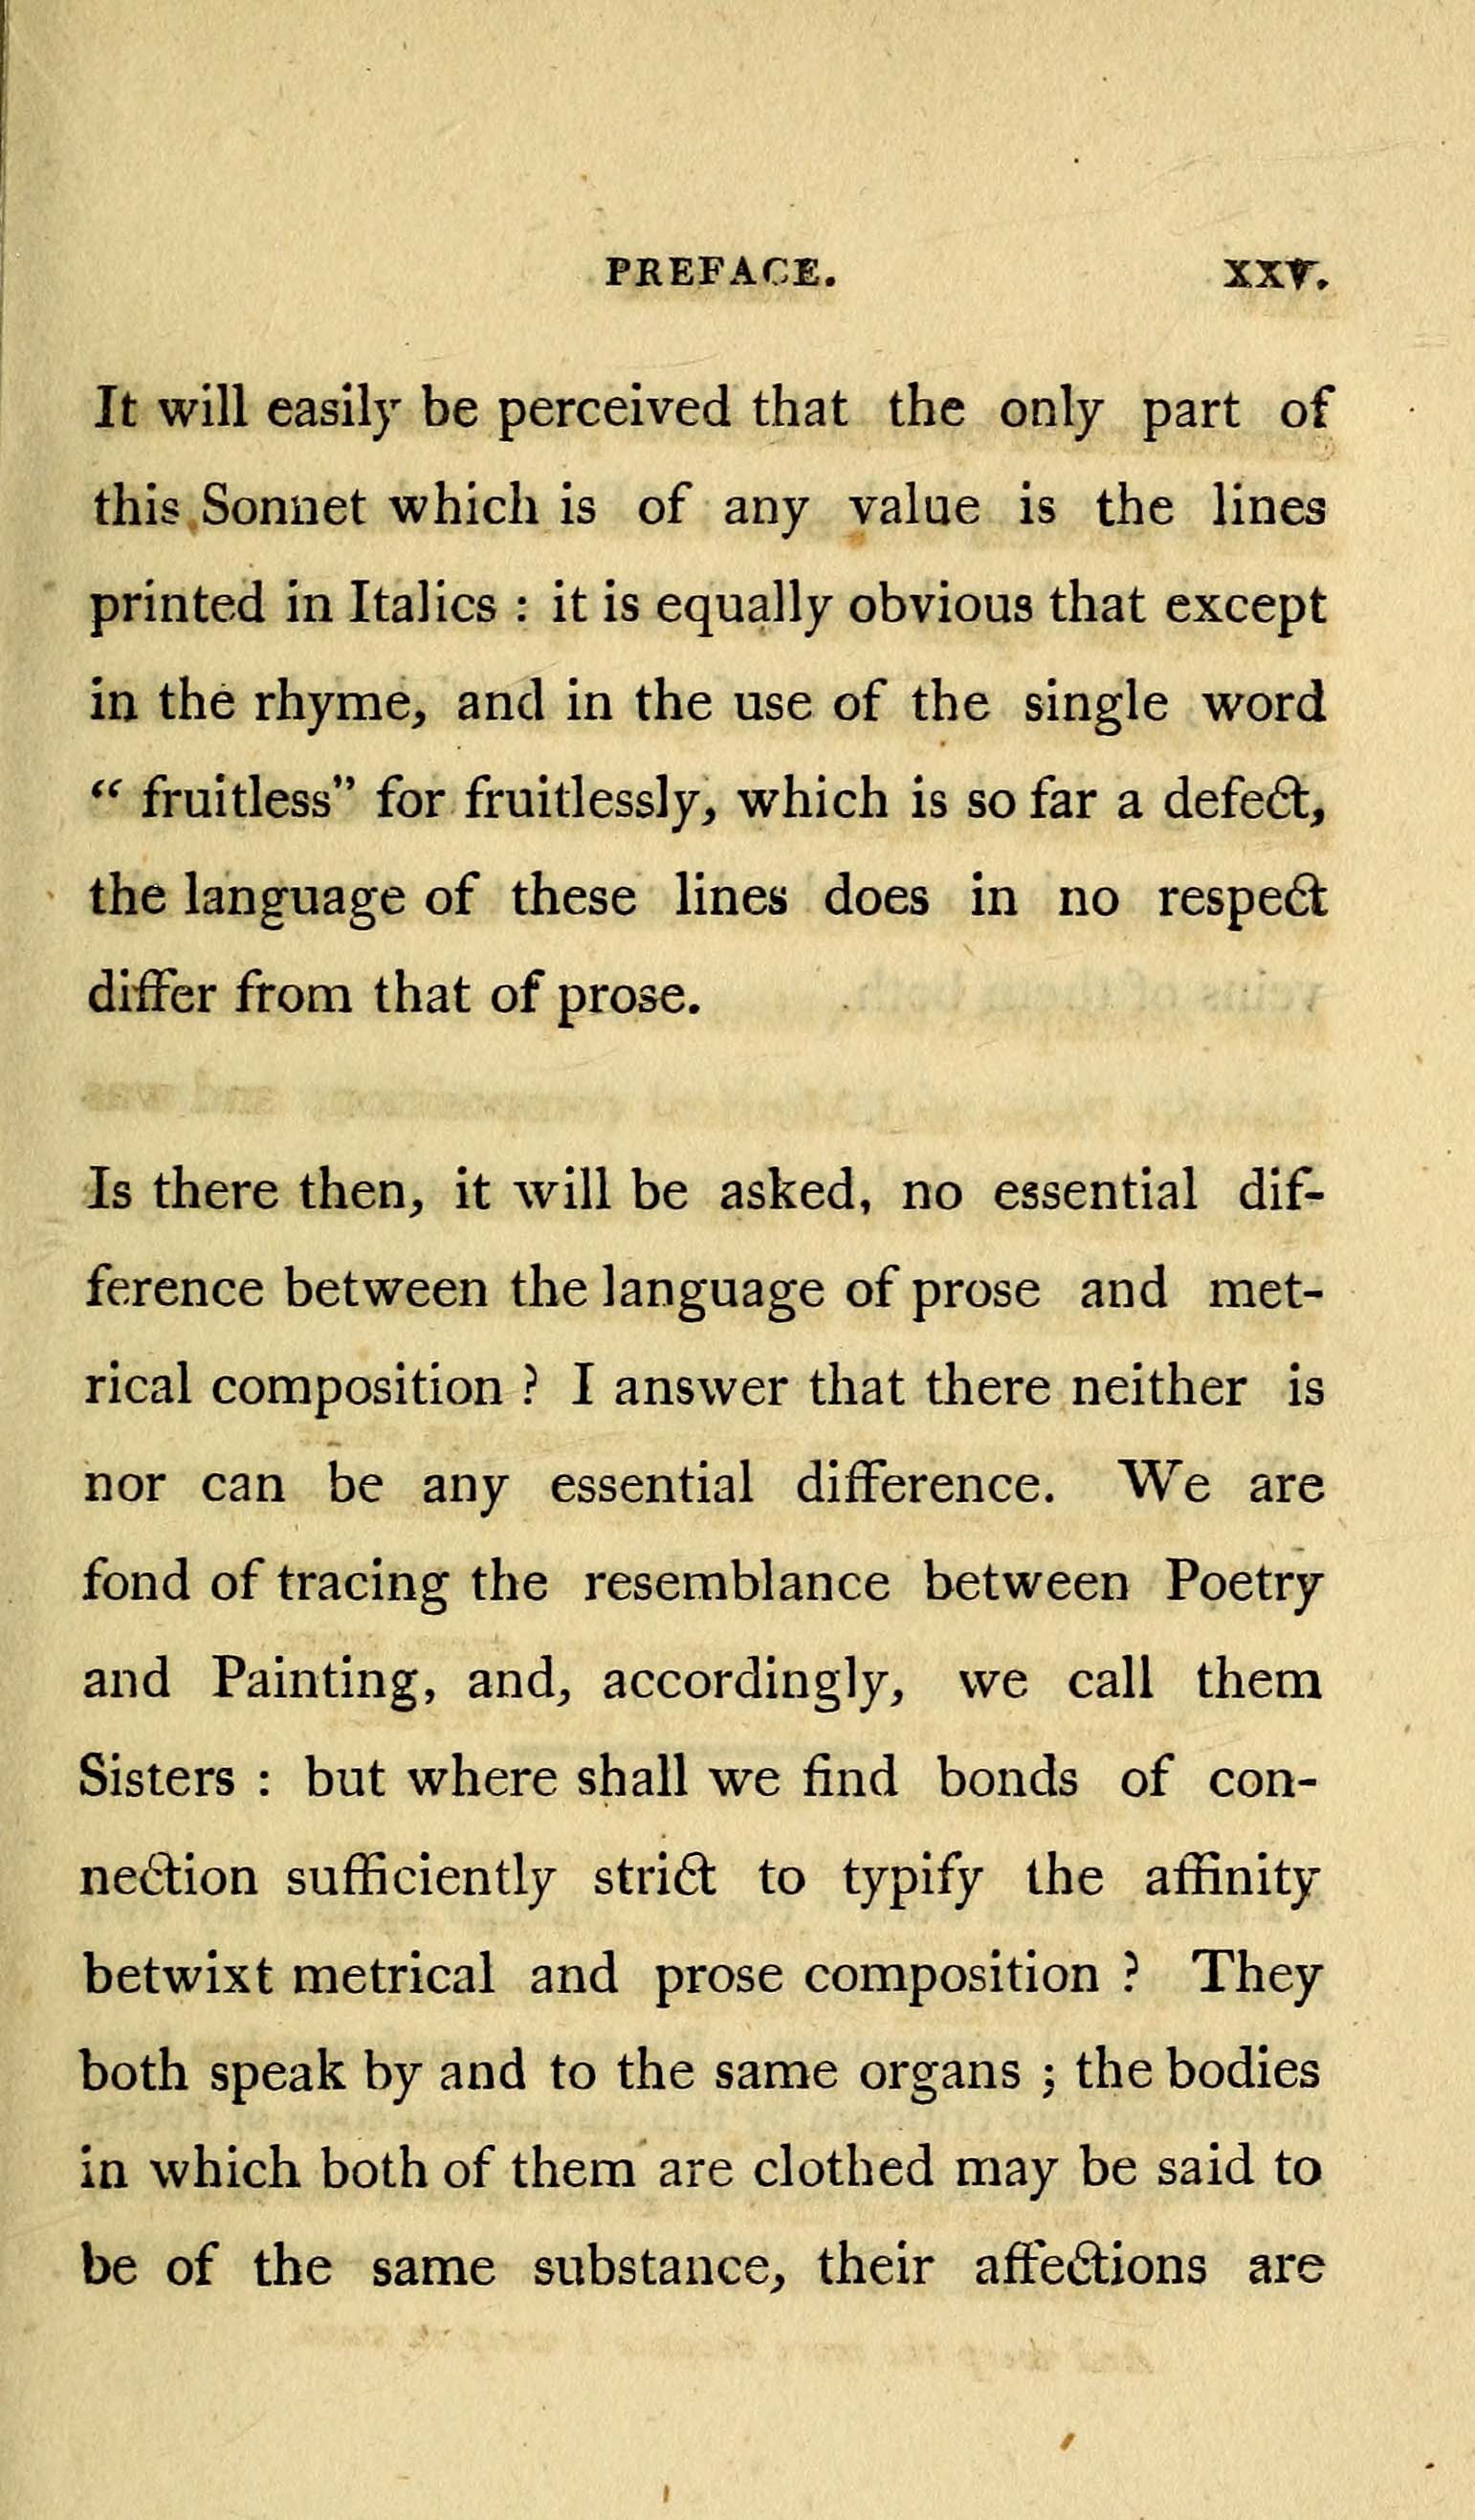 PREFACE. XXV.
It will easily be perceived that the only part of
this Sonnet which is of any value is the lines
printed in Italics : it is equally obvious that except
in the rhyme, and in the use of the single word
“ fruitless” for fruitlessly, which is so far a defect,
the language of these lines does in no respect
differ from that of prose.
Is there then, it will be asked, no essential dif-
ference between the language of prose and met-
rical composition ? I answer that there neither is
nor can be any essential difference. We are
fond of tracing the resemblance between Poetry
and Painting, and, accordingly, we call them
Sisters : but where shall we find bonds of con-
nection sufficiently strict to typify the affinity
betwixt metrical and prose composition ? They
both speak by and to the same organs ; the bodies
in which both of them are clothed may be said to
be of the same substance, their affections are